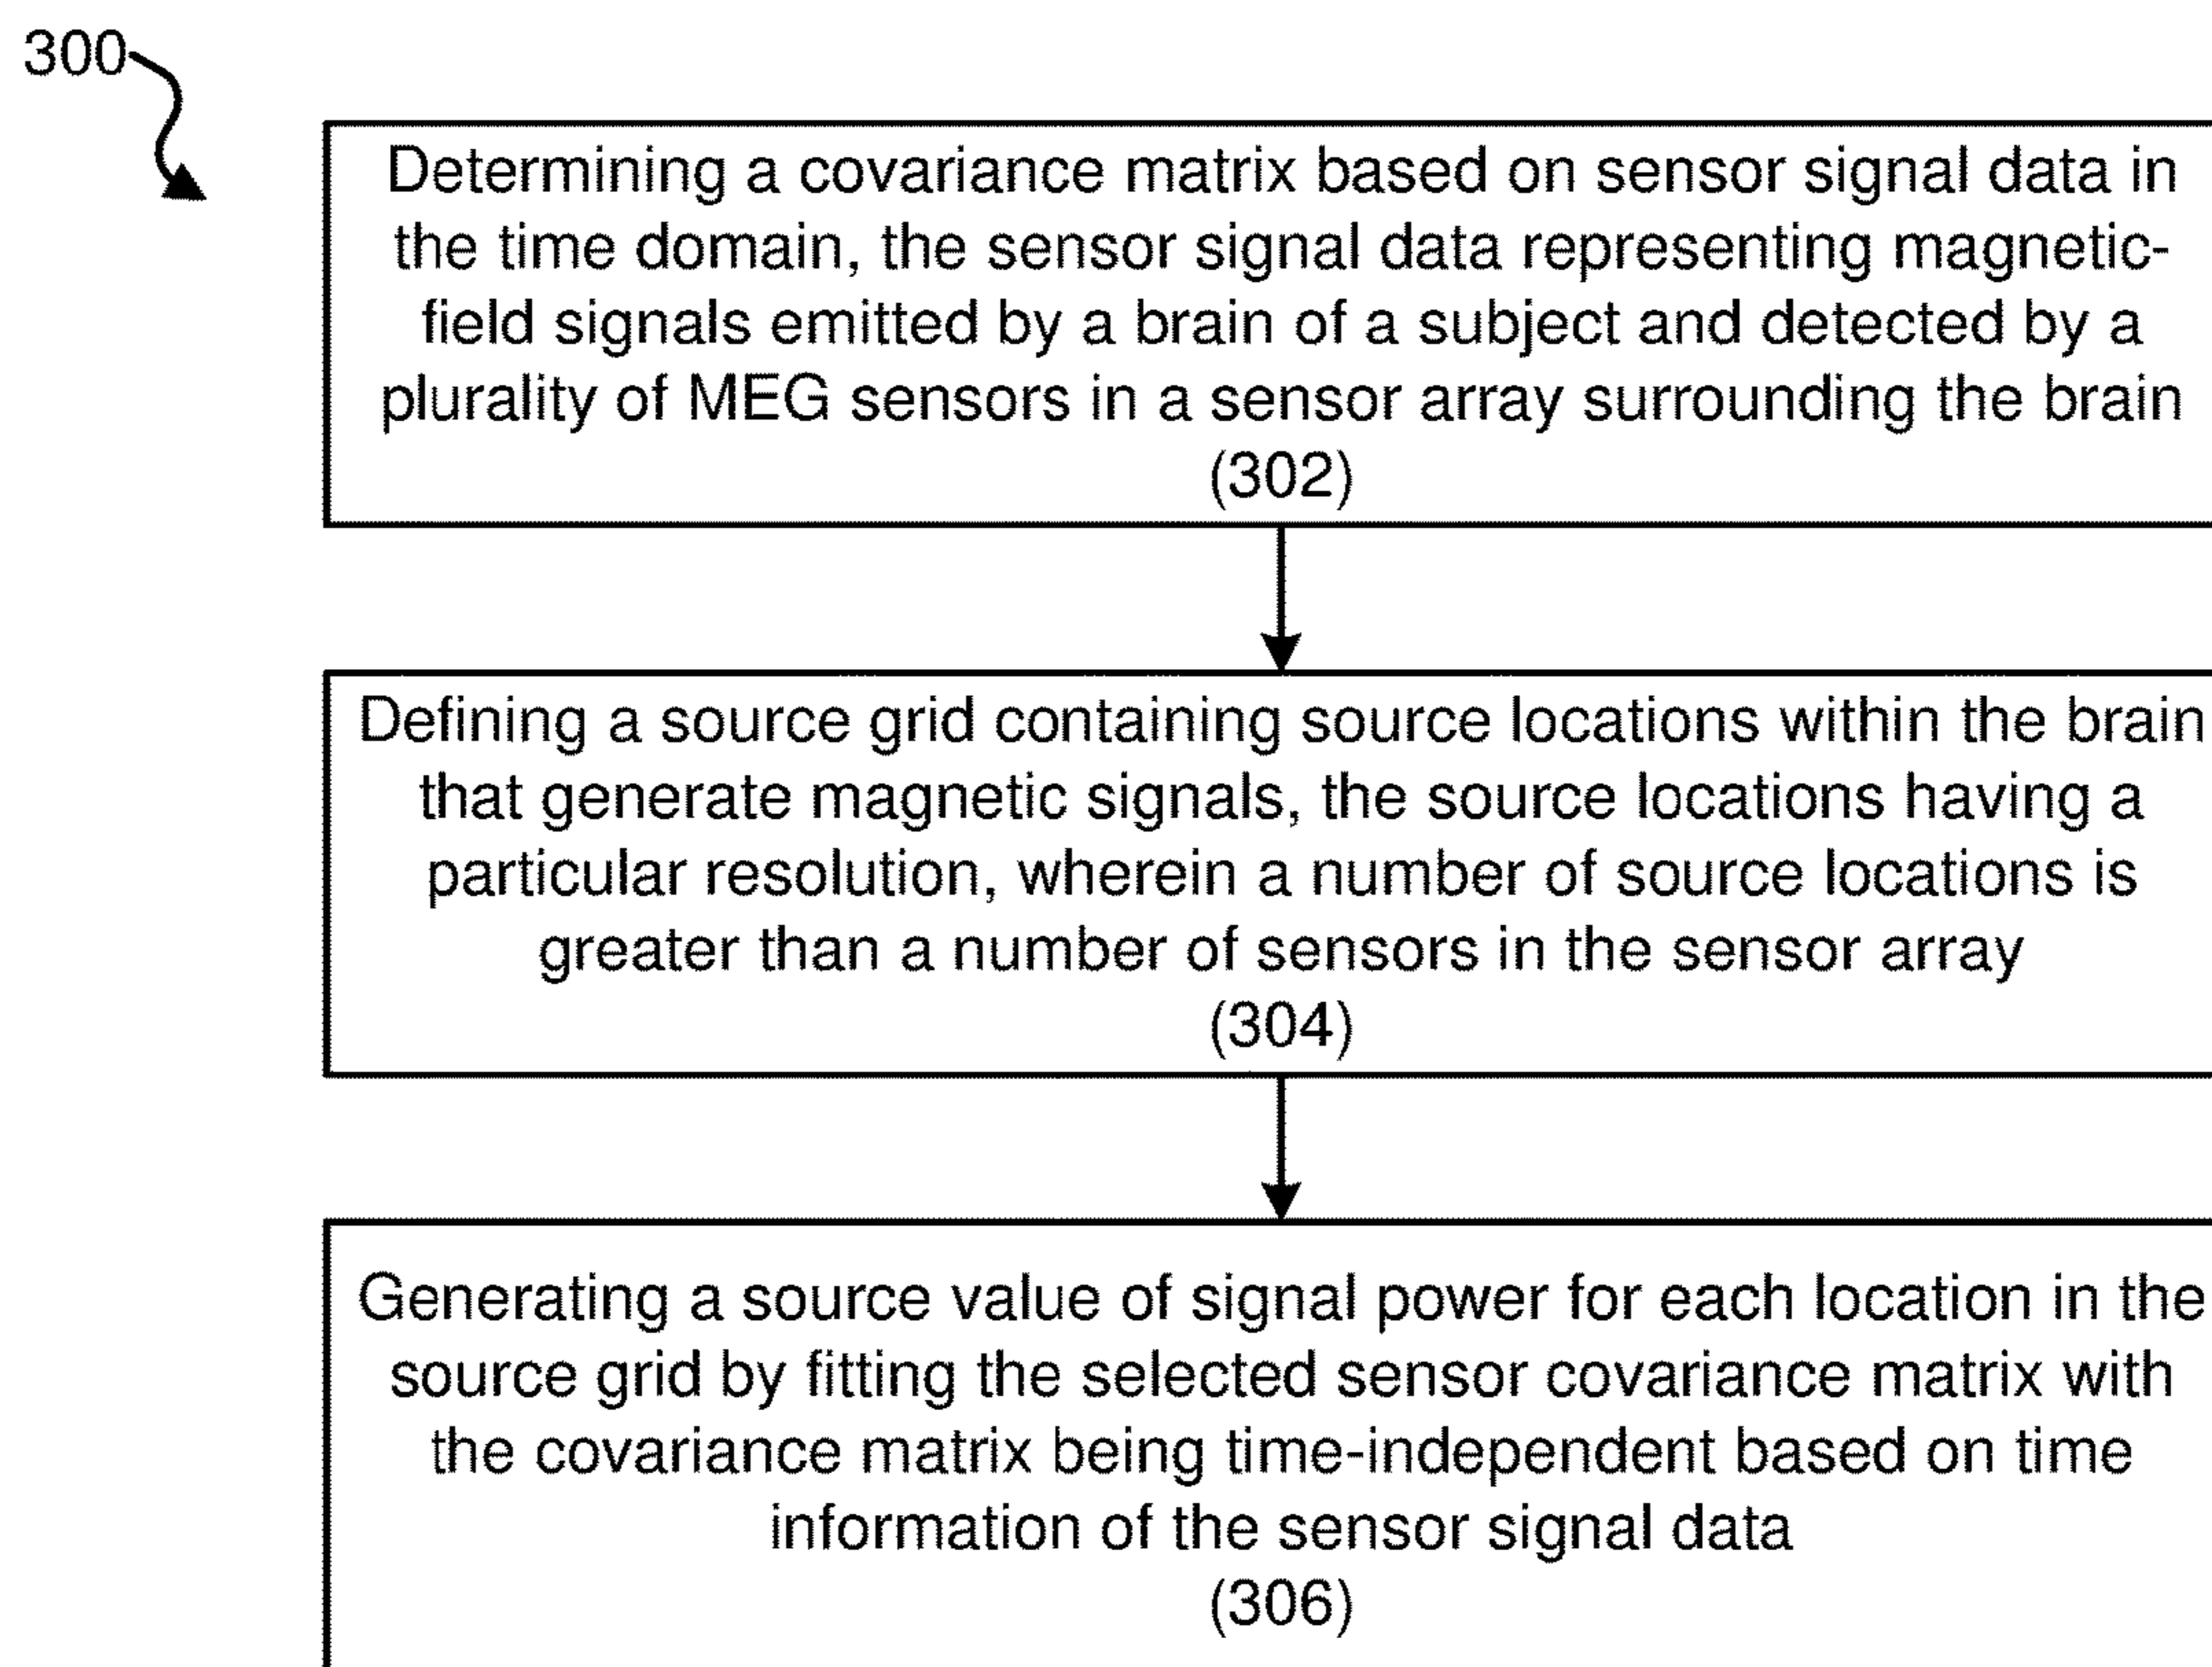 300
Determining a covariance matrix based on sensor signal data in
the time domain, the sensor signal data representing magnetic-
field signals emitted by a brain of a subject and detected by a
plurality of MEG sensors in a sensor array surrounding the brain
(302)
Defining a source grid containing source locations within the brain
that generate magnetic signals, the source locations having a
particular resolution, wherein a number of source locations is
greater than a number of sensors in the sensor array
(304)
Generating a source value of signal power for each location in the
source grid by fitting the selected sensor covariance matrix with
the covariance matrix being time-independent based on time
information of the sensor signal data
(306)